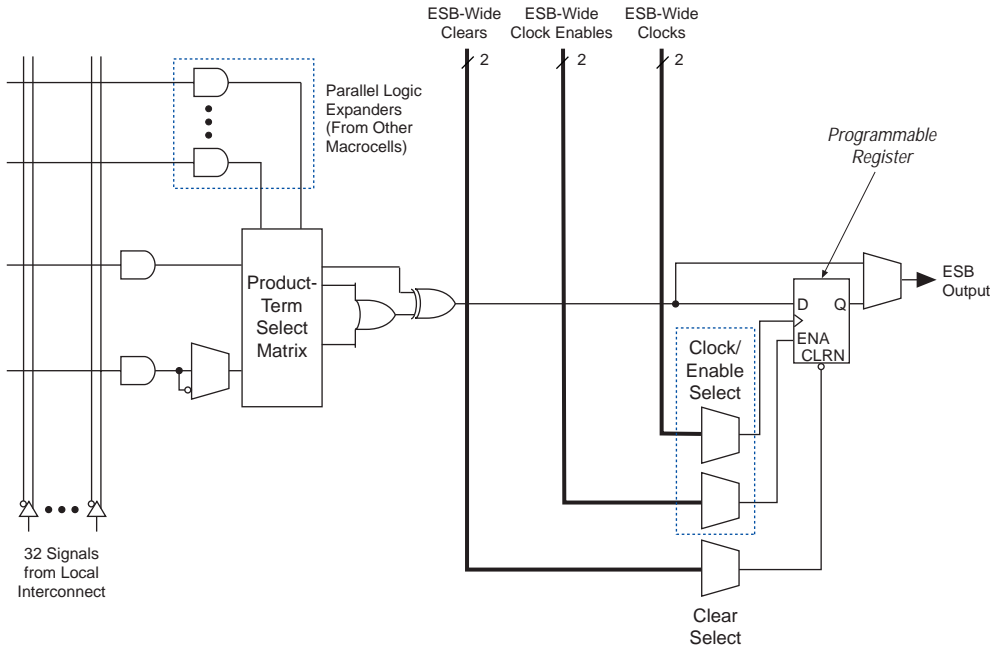 ESB-Wide
Clears
ESB-Wide
Clock Enables
ESB-Wide
Clocks
2
2
2
Parallel Logic
Expanders
(From Other
Macrocells)
Programmable
Register
Product-
Term
Select
Matrix
ESB
Output
D
Q
ENA
CLRN
Clock/
Enable
Select
32 Signals
from Local
Interconnect
Clear
Select